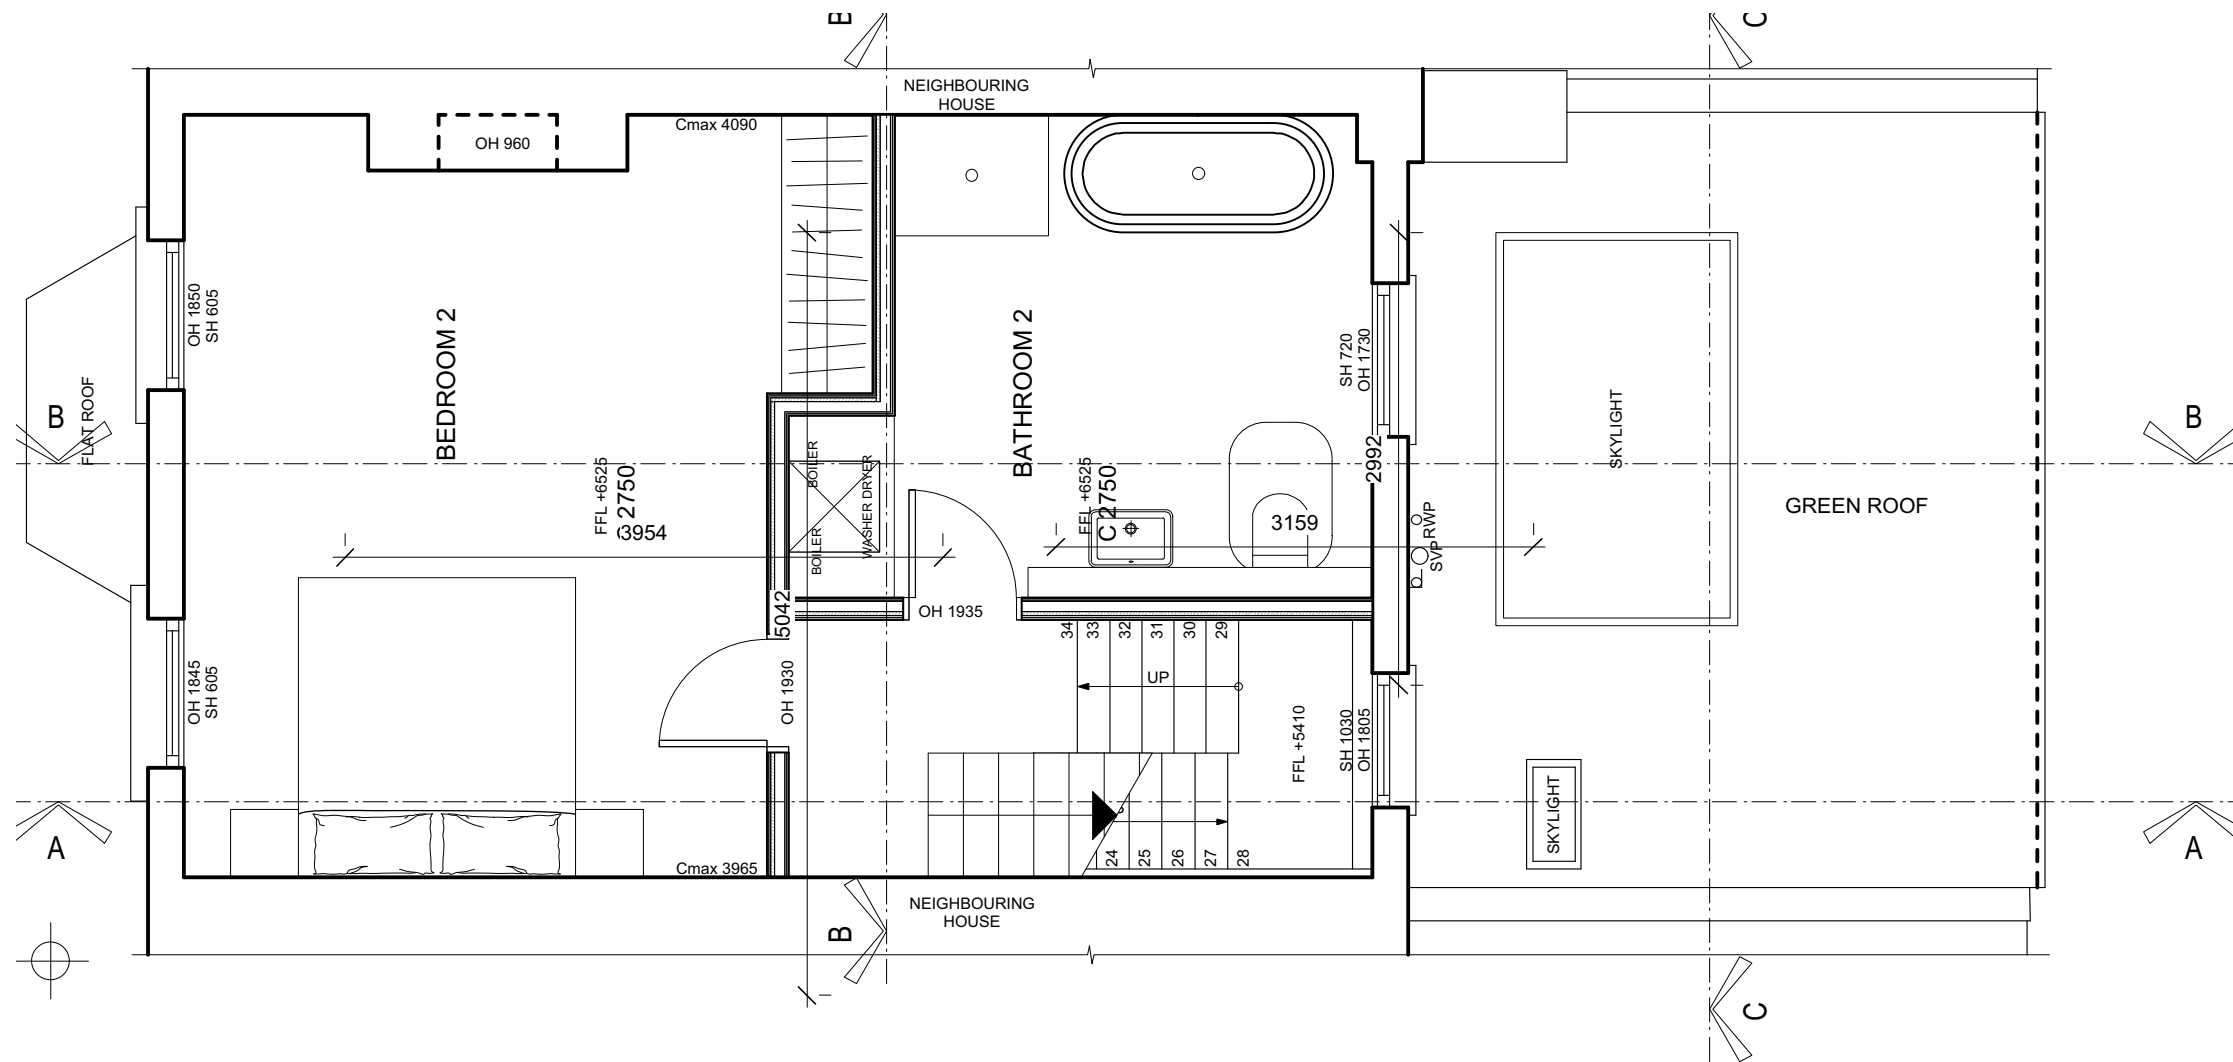 B
C
NEIGHBOURING
HOUSE
Cmax 4090
OH 960
OH 1850
SH 605
BEDROOM 2
BATHROOM 2
SH 720
OH 1730
SKYLIGHT
FLAT ROOF
B
B
FFL +6525
C 2750
3954
BOILER
WASHER DRYER
BOILER
FFL +6525
C 2750
3159
2992
RWP
SVP
GREEN ROOF
5042
OH 1935
34
33
32
31
30
29
UP
OH 1845
SH 605
OH 1930
FFL +5410
SH 1030
OH 1805
SKYLIGHT
A
A
Cmax 3965
24
25
26
27
28
NEIGHBOURING
HOUSE
B
C